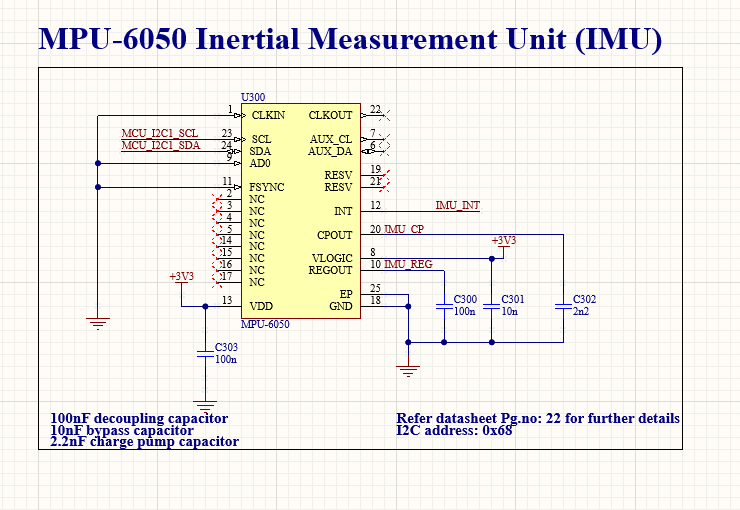 MPU-6050 Inertial Measurement Unit (IMU)
U300
1 CLKIN CLKOUT 22
MCU_I2C1_SCL 23 SCL AUX_CL 7
MCU_I2C1_SDA 24 SDA AUX_DA 6
9 AD0
RESV 19
11 FSYNC RESV 21
2 NC
3 NC INT 12 IMU_INT
4 NC
5 NC CPOUT 20 IMU_CP
14 NC +3V3
15 NC VLOGIC 8
16 NC REGOUT 10 IMU_REG
+3V3 17 NC
EP 25
13 VDD GND 18
C300 C301 C302
100n 10n 2n2
MPU-6050
C303
100n
100nF decoupling capacitor
10nF bypass capacitor
2.2nF charge pump capacitor
Refer datasheet Pg.no: 22 for further details
I2C address: 0x68